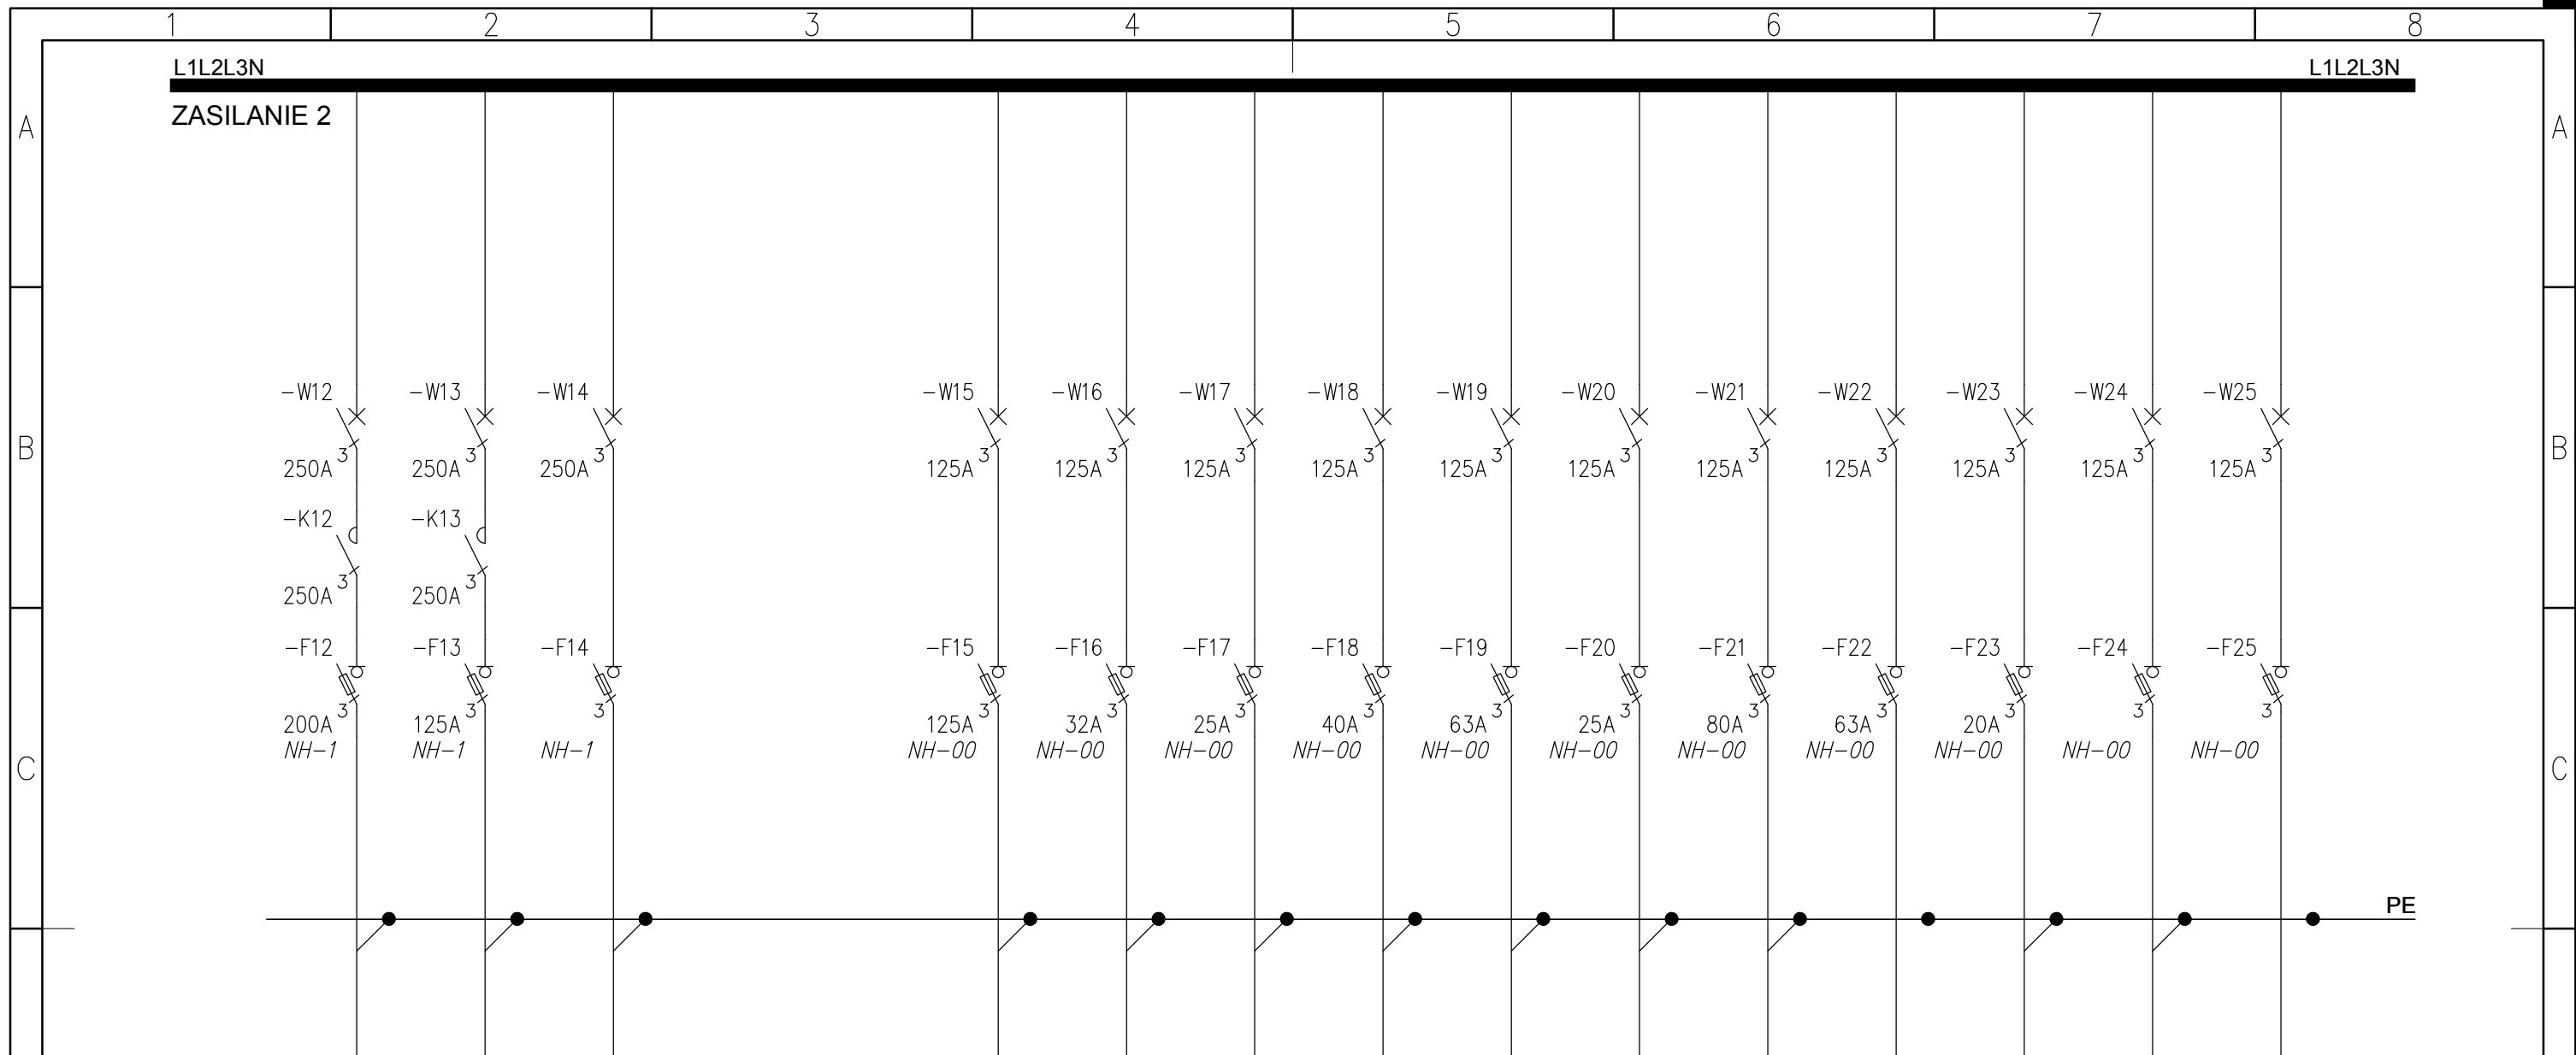 1 2 3 4 5 6 7 8
L1L2L3N L1L2L3N
ZASILANIE 2
A A
-W12 -W13 -W14 -W15 -W16 -W17 -W18 -W19 -W20 -W21 -W22 -W23 -W24 -W25
B B
3 3 3 3 3 3 3 3 3 3 3 3 3 3
250A 250A 250A 125A 125A 125A 125A 125A 125A 125A 125A 125A 125A 125A
-K12 -K13
3 3
250A 250A
-F12 -F13 -F14 -F15 -F16 -F17 -F18 -F19 -F20 -F21 -F22 -F23 -F24 -F25
3 3 3 3 3 3 3 3 3 3 3 3 3 3
200A 125A 125A 32A 25A 40A 63A 25A 80A 63A 20A
NH-1 NH-1 NH-1 NH-00 NH-00 NH-00 NH-00 NH-00 NH-00 NH-00 NH-00 NH-00 NH-00 NH-00
C C
PE